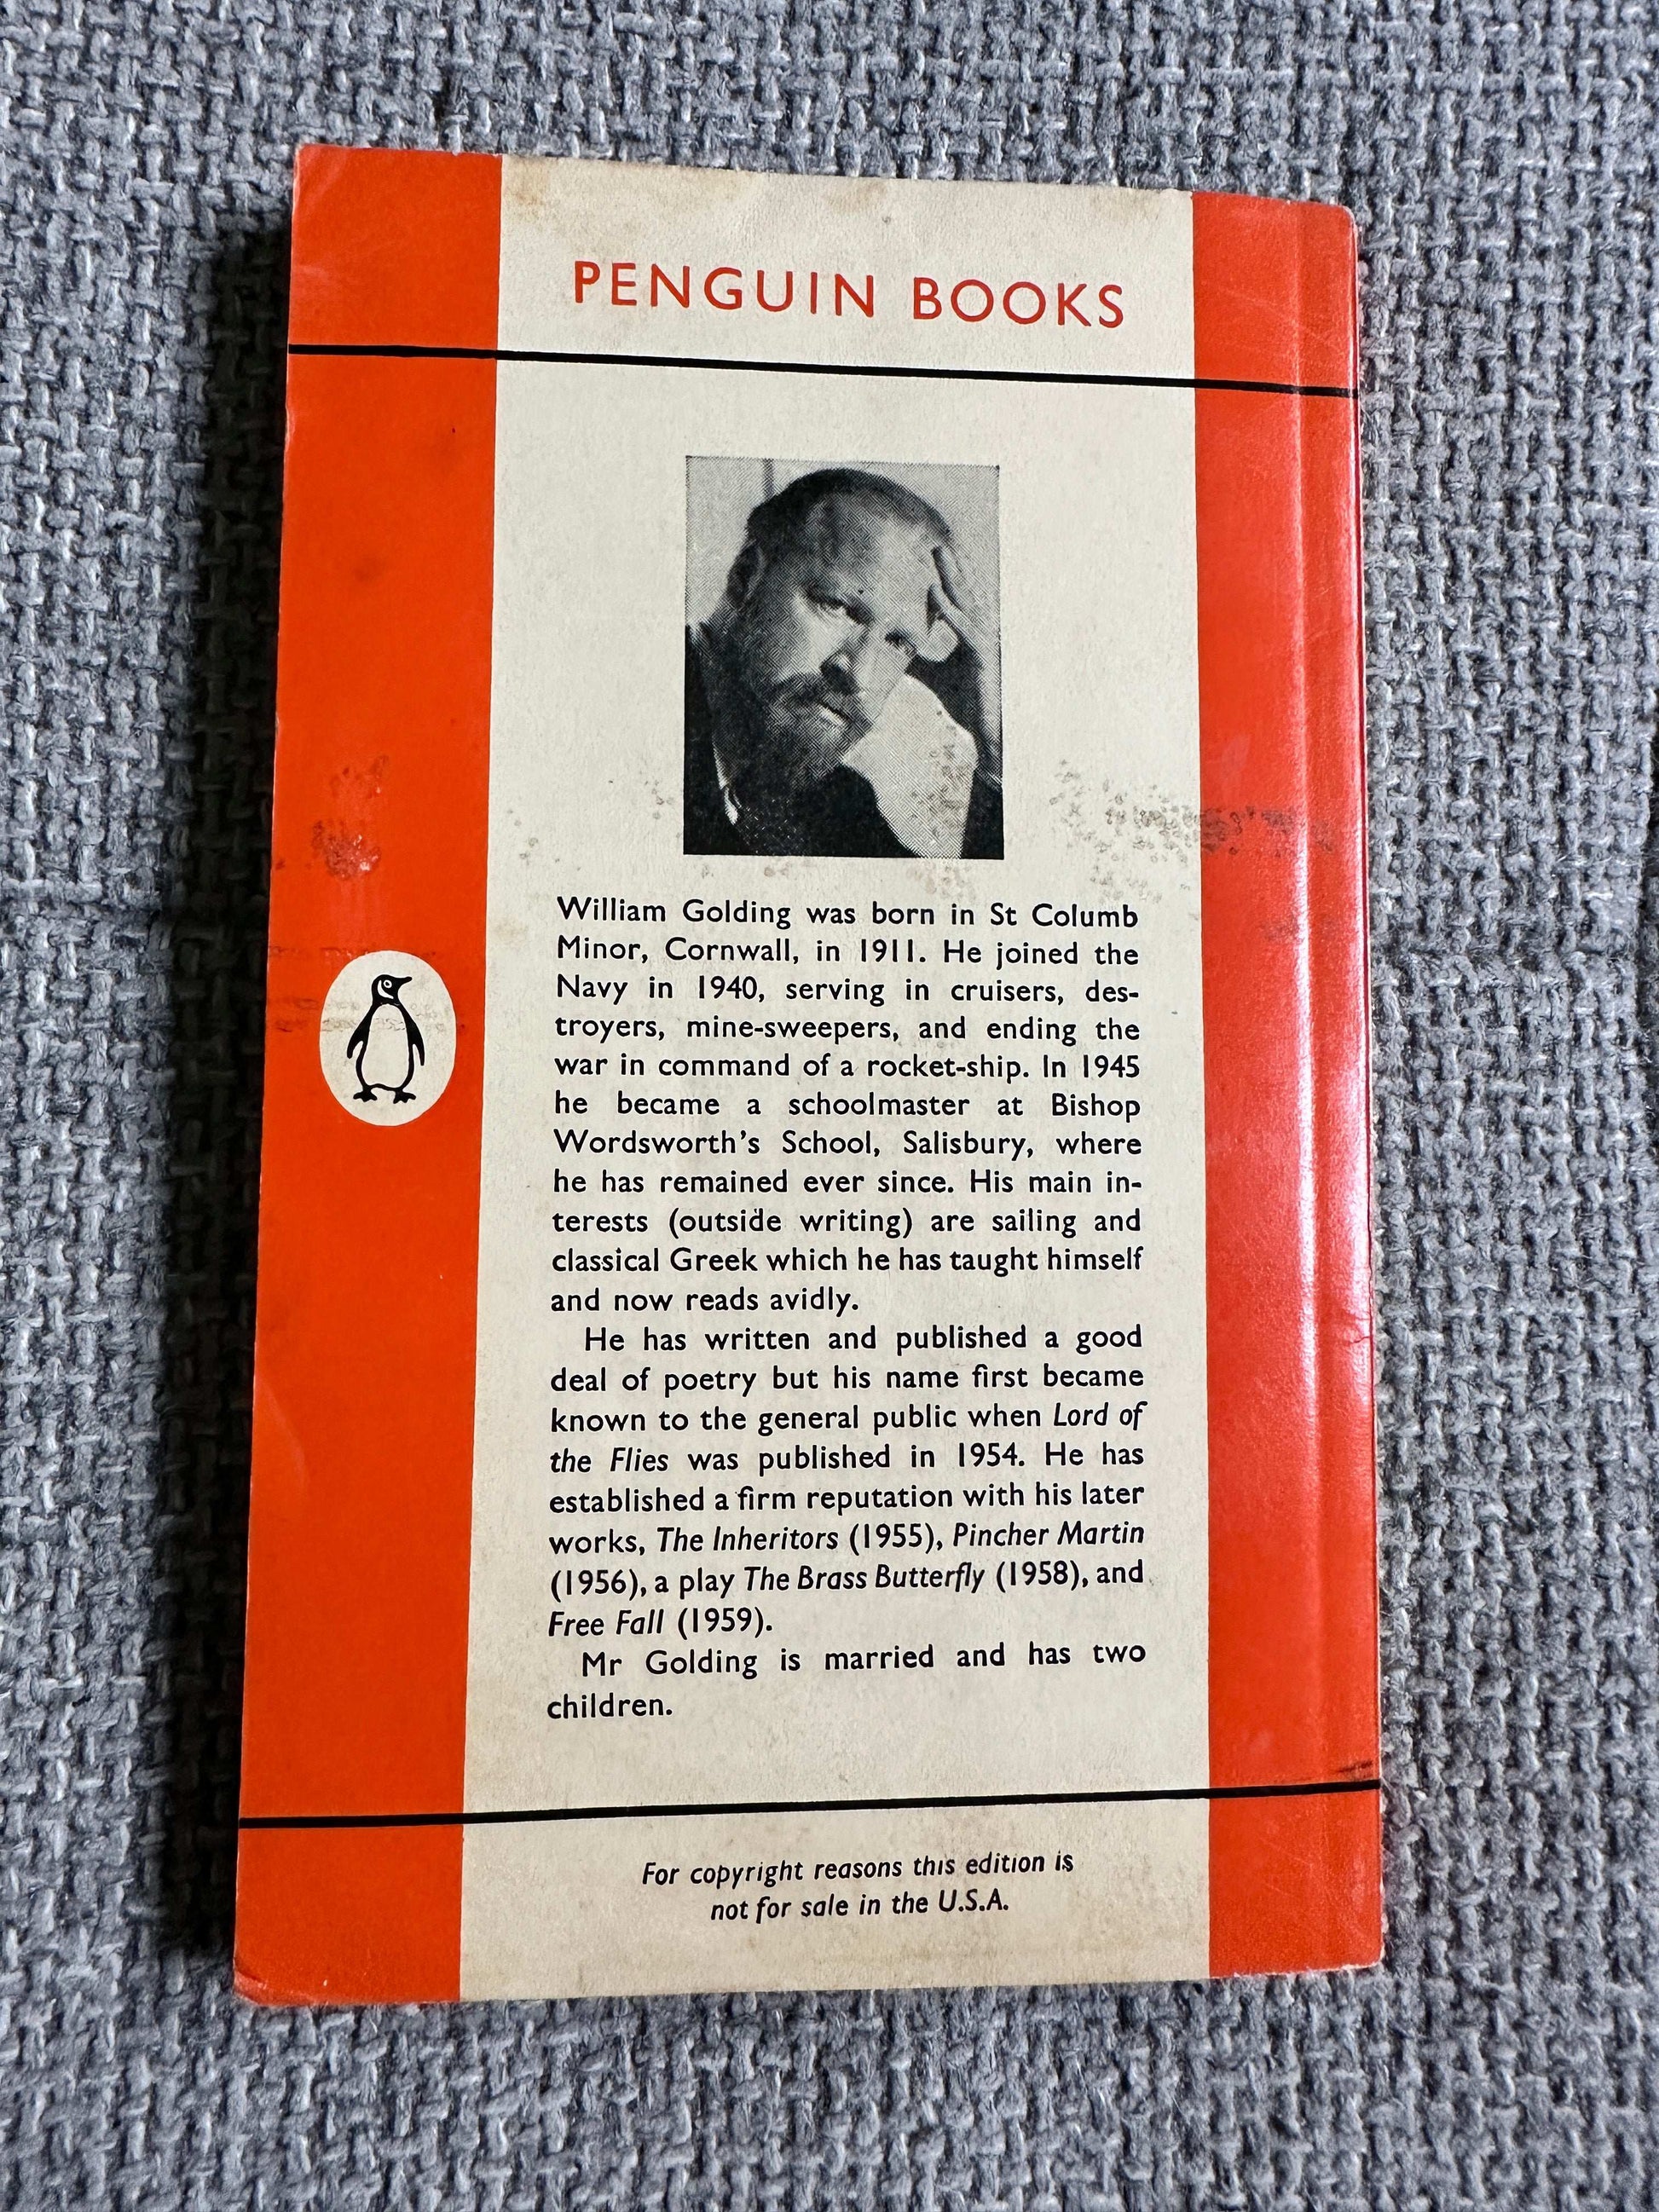 PENGUIN BOOKS
William Golding was born in St Columb
Minor, Cornwall, in 1911. He joined the
Navy in 1940, serving in cruisers, des-
troyers, mine-sweepers, and ending the
war in command of a rocket-ship. In 1945
he became a schoolmaster at Bishop
Wordsworth's School, Salisbury, where
he has remained ever since. His main in-
terests (outside writing) are sailing and
classical Greek which he has taught himself
and now reads avidly.
He has written and published a good
deal of poetry but his name first became
known to the general public when Lord of
the Flies was published in 1954. He has
established a firm reputation with his later
works, The Inheritors (1955), Pincher Martin
(1956), a play The Brass Butterfly (1958), and
Free Fall (1959).
Mr Golding is married and has two
children.
For copyright reasons this edition is
not for sale in the U.S.A.